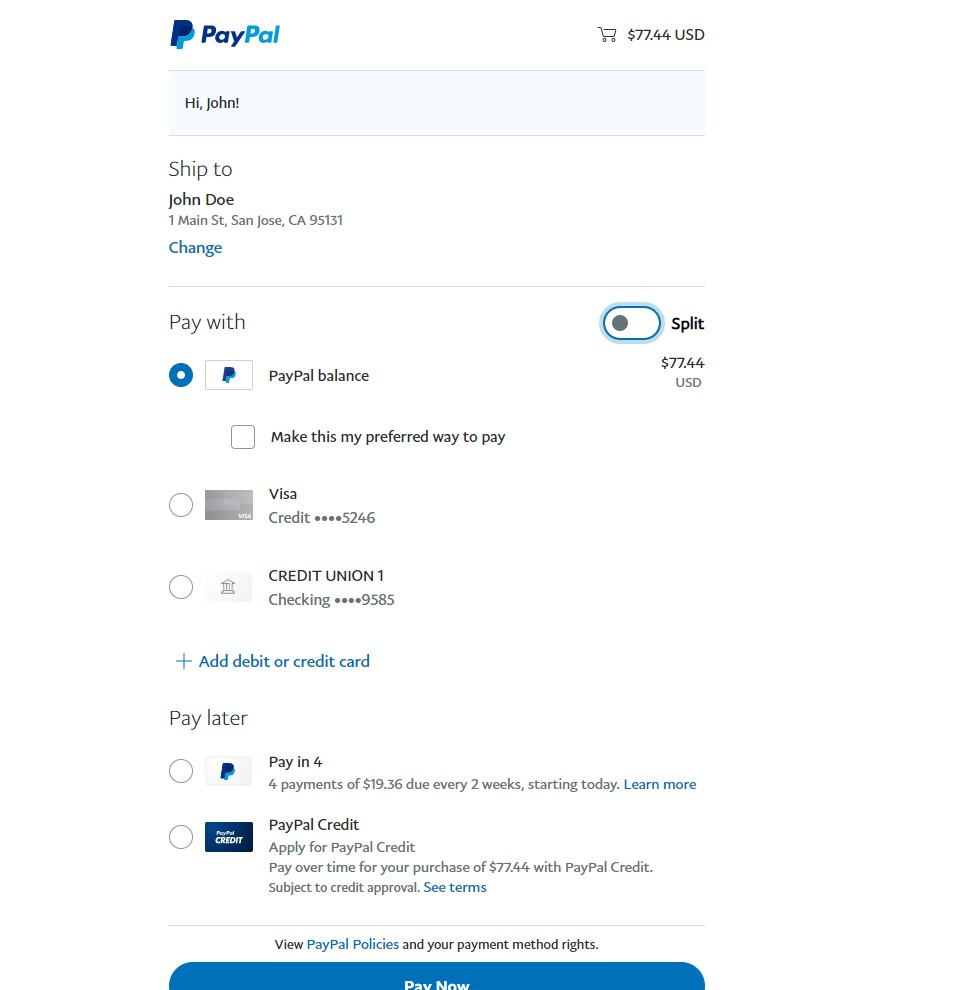 PayPal
$77.44 USD
Hi, John!
Ship to
John Doe
1 Main St, San Jose, CA 95131
Change
Pay with
Split
PayPal balance
$77.44
USD
Make this my preferred way to pay
VISA
Visa
Credit ••••5246
CREDIT UNION 1
Checking ••••9585
+ Add debit or credit card
Pay later
Pay in 4
4 payments of $19.36 due every 2 weeks, starting today. Learn more
PayPal
CREDIT
PayPal Credit
Apply for PayPal Credit
Pay over time for your purchase of $77.44 with PayPal Credit.
Subject to credit approval. See terms
View PayPal Policies and your payment method rights.
Pay Now